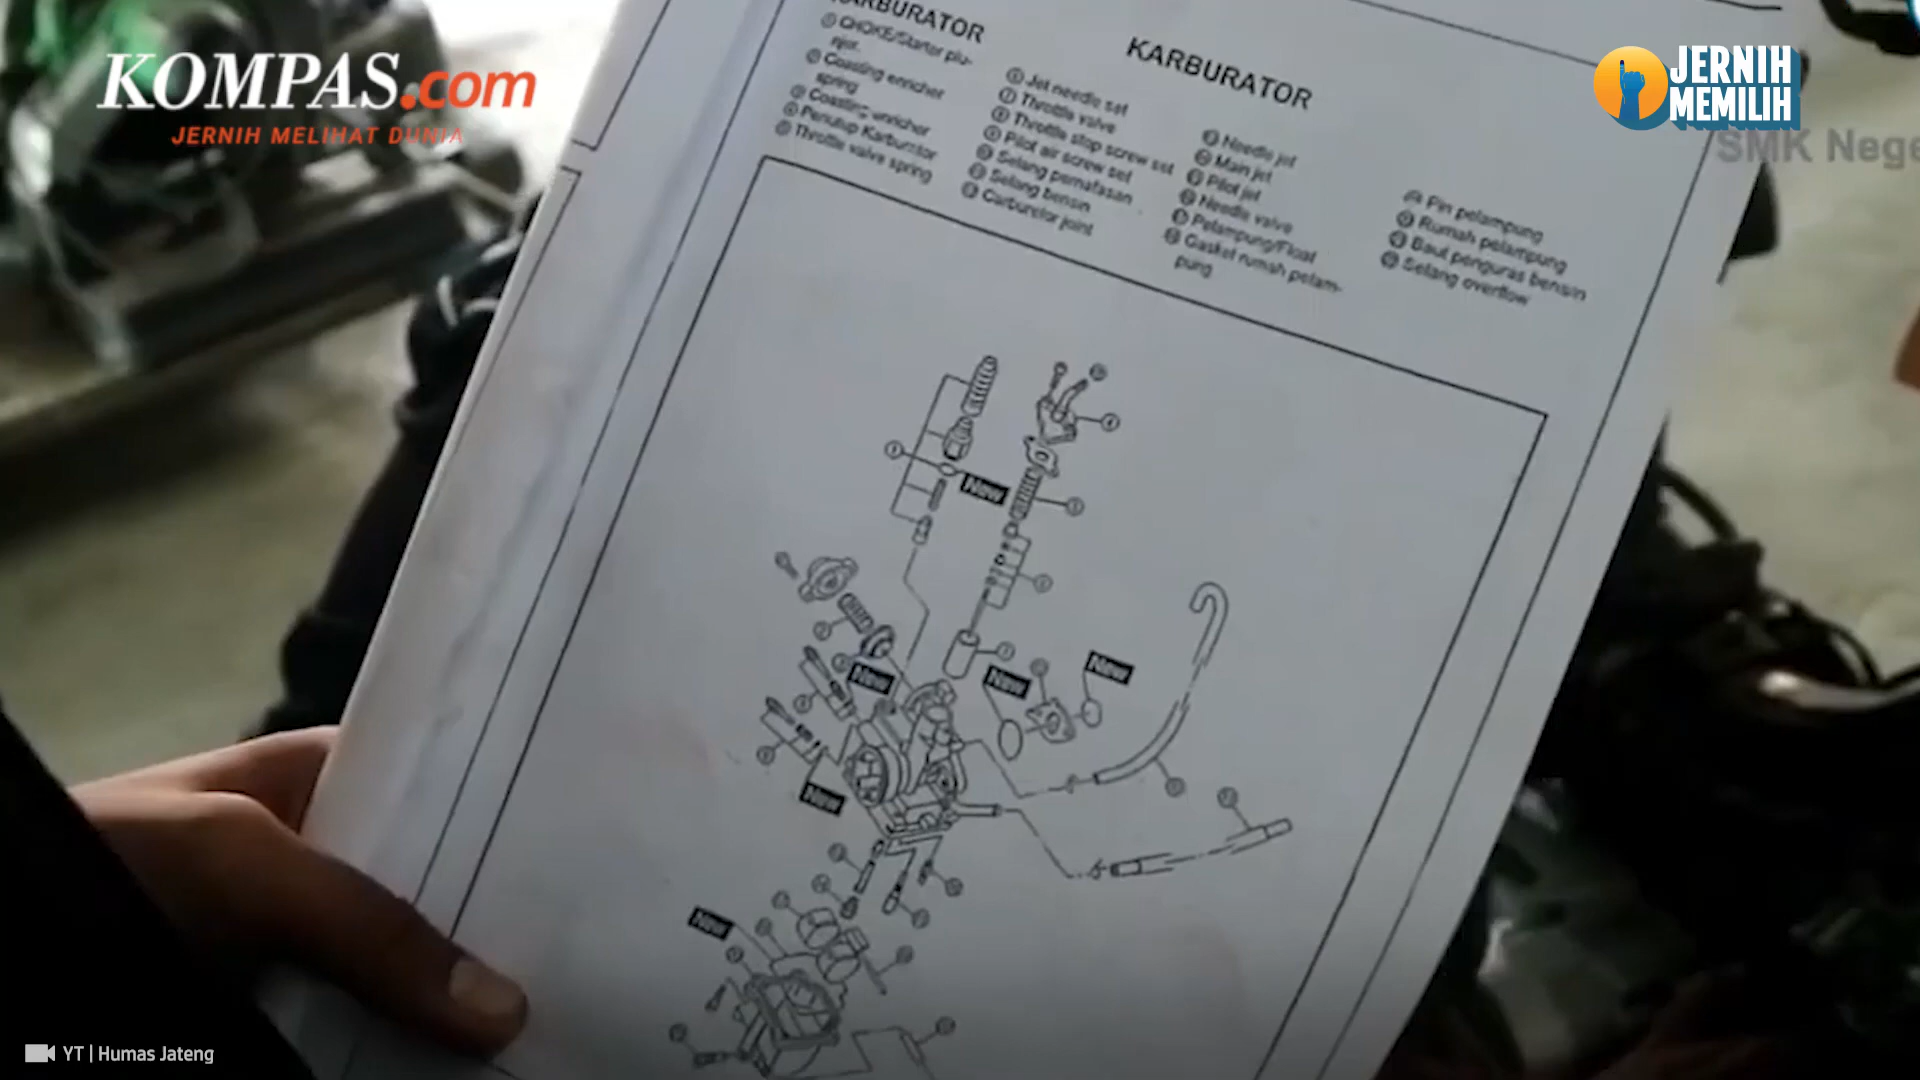 KOMPAS.com
JERNIH MELIHAT DUNIA
JERNIH
MEMILIH
SMK Nege
KARBURATOR
KARBURATOR
CHOKE/Starter plu-
njer.
Coasting enricher
spring
Coasting enricher
Penutup Karburator
Throttle valve spring
Jet needle set
Throttle valve
Throttle stop screw set
Pilot air screw set
Selang pernafasan
Selang bensin
Carburetor joint
Needle jet
Main jet
Pilot jet
Needle valve
Pelampung/Float
Gasket rumah pelam-
pung
Pin pelampung
Rumah pelampung
Baut penguras bensin
Selang overflow
New
New
New
New
New
New
YT | Humas Jateng